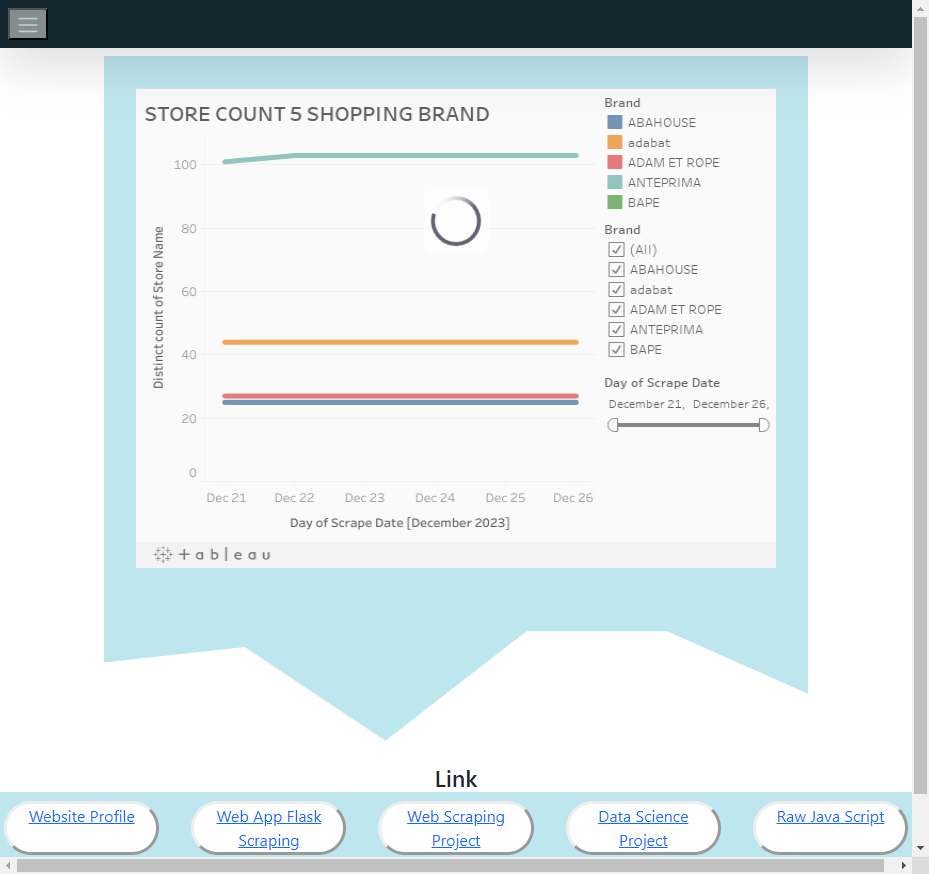 STORE COUNT 5 SHOPPING BRAND
Distinct count of Store Name
100
80
60
40
20
0
Dec 21 Dec 22 Dec 23 Dec 24 Dec 25 Dec 26
Day of Scrape Date [December 2023]
Brand
ABAHOUSE
adabat
ADAM ET ROPE
ANTEPRIMA
BAPE
Brand
(All)
ABAHOUSE
adabat
ADAM ET ROPE
ANTEPRIMA
BAPE
Day of Scrape Date
December 21, December 26,
+ableau
Link
Website Profile
Web App Flask
Scraping
Web Scraping
Project
Data Science
Project
Raw Java Script